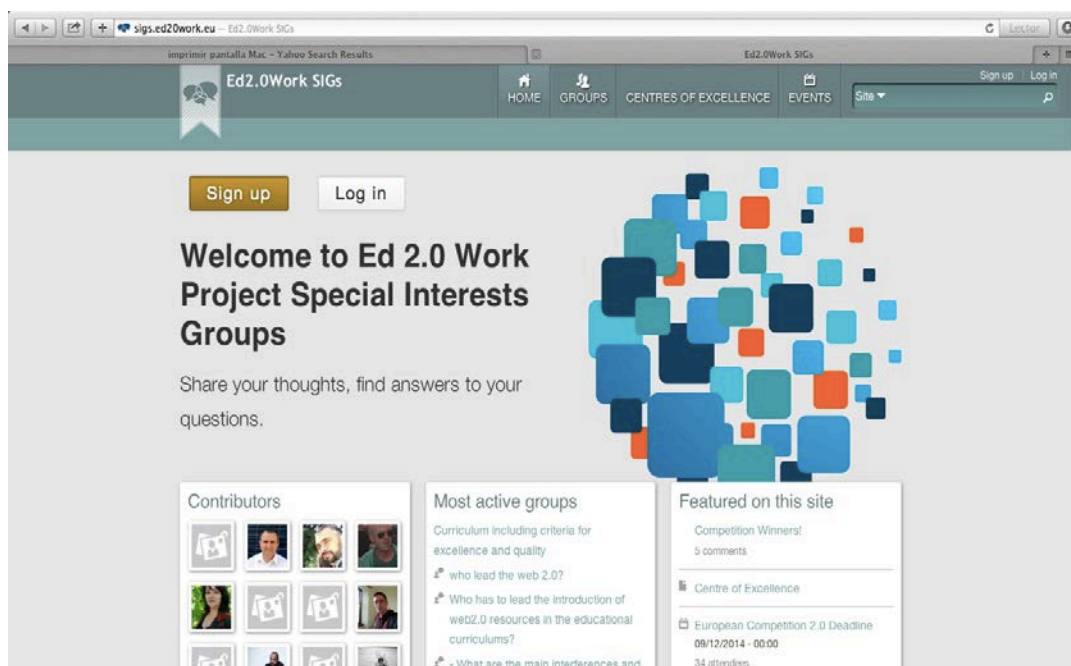 sigs.ed20work.eu — Ed2.0Work SIGs
Lector
imprimir pantalla Mac – Yahoo Search Results
Ed2.0Work SIGs
Ed2.0Work SIGs
HOME
GROUPS
CENTRES OF EXCELLENCE
EVENTS
Sign up
Log in
Site
Sign up
Log in
Welcome to Ed 2.0 Work
Project Special Interests
Groups
Share your thoughts, find answers to your
questions.
Contributors
Most active groups
Curriculum including criteria for
excellence and quality
who lead the web 2.0?
Who has to lead the introduction of
web2.0 resources in the educational
curriculums?
- What are the main interferences and
Featured on this site
Competition Winners!
5 comments
Centre of Excellence
European Competition 2.0 Deadline
09/12/2014 - 00:00
34 attendees